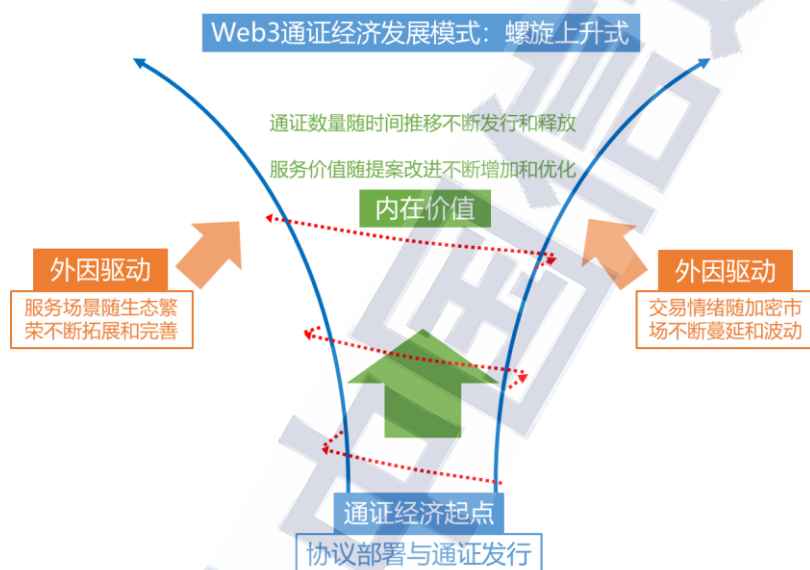 Web3通证经济发展模式：螺旋上升式
通证数量随时间推移不断发行和释放
服务价值随提案改进不断增加和优化
内在价值
外因驱动
服务场景随生态繁
荣不断拓展和完善
外因驱动
交易情绪随加密市
场不断蔓延和波动
通证经济起点
协议部署与通证发行